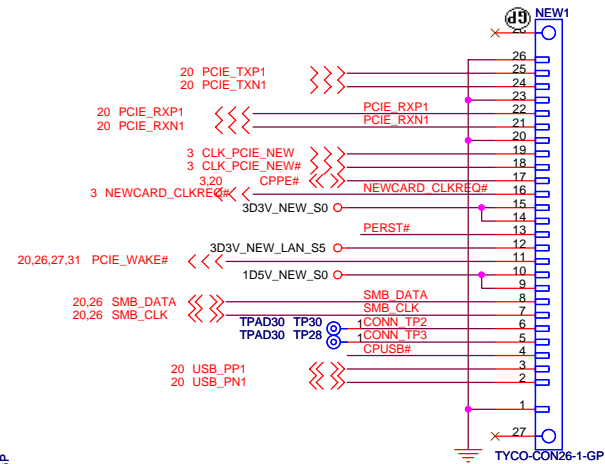 GP NEW1
26
20 PCIE_TXP1 25
20 PCIE_TXN1 24
23
20 PCIE_RXP1 PCIE_RXP1 22
20 PCIE_RXN1 PCIE_RXN1 21
20
3 CLK_PCIE_NEW 19
3 CLK_PCIE_NEW# 18
3,20 CPPE# 17
3 NEWCARD_CLKREQ# NEWCARD_CLKREQ# 16
3D3V_NEW_S0 15
14
PERST# 13
3D3V_NEW_LAN_S5 12
20,26,27,31 PCIE_WAKE# 11
1D5V_NEW_S0 10
9
20,26 SMB_DATA SMB_DATA 8
20,26 SMB_CLK SMB_CLK 7
TPAD30 TP30 1 CONN_TP2 6
TPAD30 TP28 1 CONN_TP3 5
CPUSB# 4
20 USB_PP1 3
20 USB_PN1 2
1
27
TYCO-CON26-1-GP